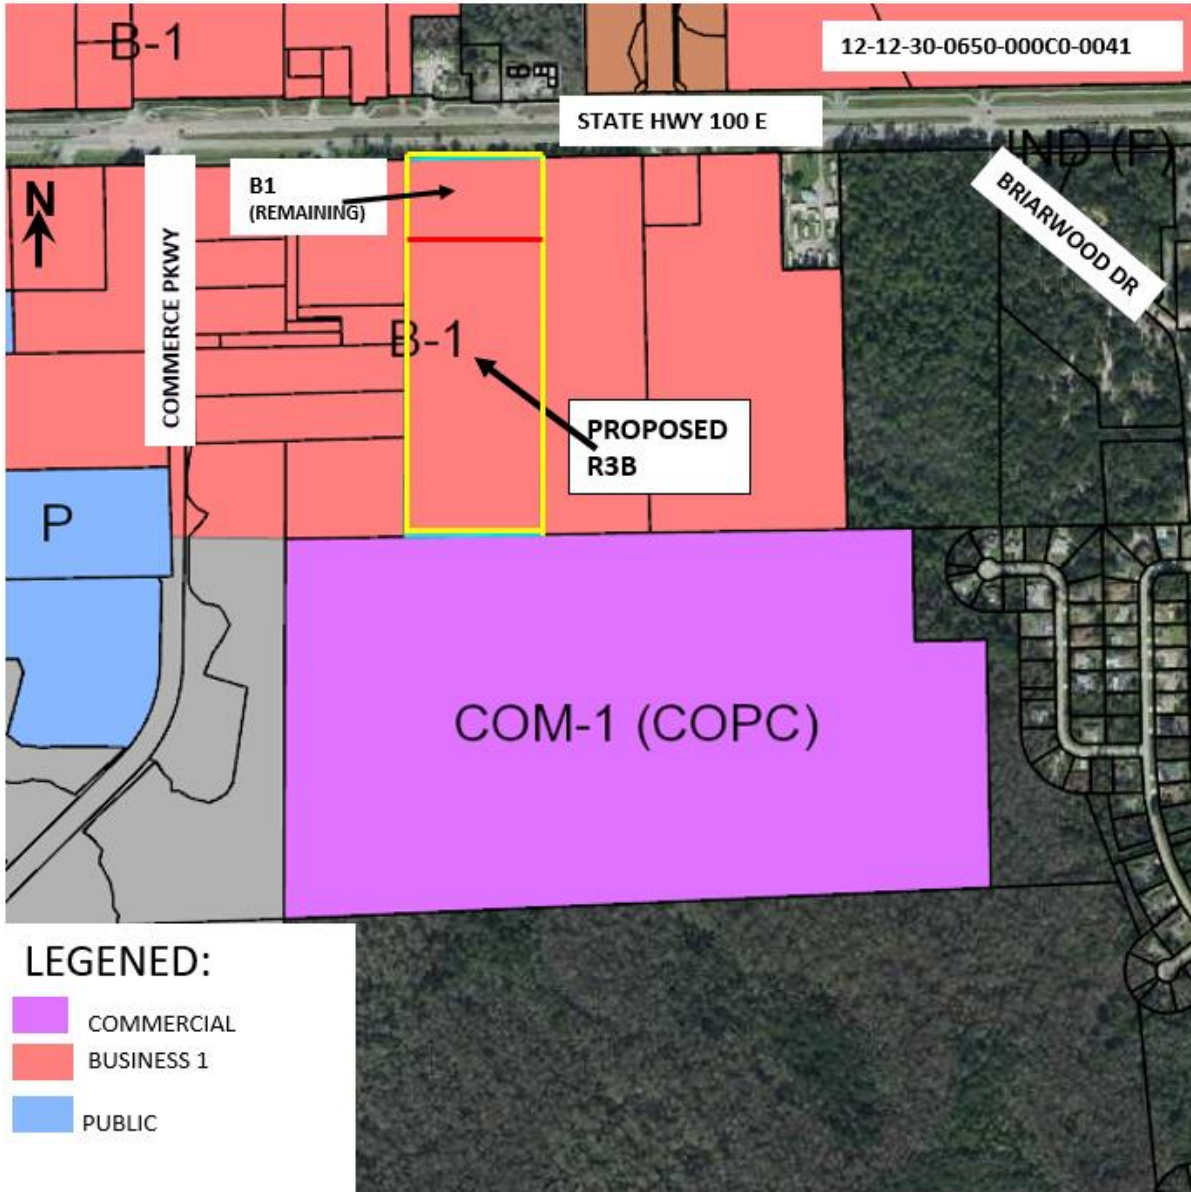 B-1
12-12-30-0650-000C0-0041
STATE HWY 100 E
IND (F)
B1
(REMAINING)
N
COMMERCE PKWY
BRIARWOOD DR
B-1
PROPOSED
R3B
P
COM-1 (COPC)
LEGENED:
COMMERCIAL
BUSINESS 1
PUBLIC